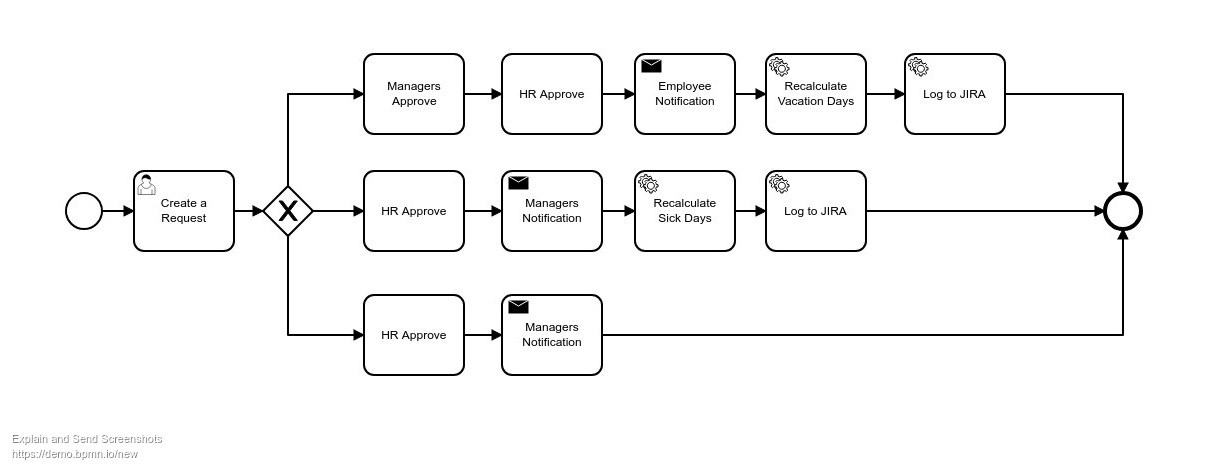 Managers
Approve
HR Approve
Employee
Notification
Recalculate
Vacation Days
Log to JIRA
Create a
Request
X
HR Approve
Managers
Notification
Recalculate
Sick Days
Log to JIRA
HR Approve
Managers
Notification
Explain and Send Screenshots
https://demo.bpmn.io/new